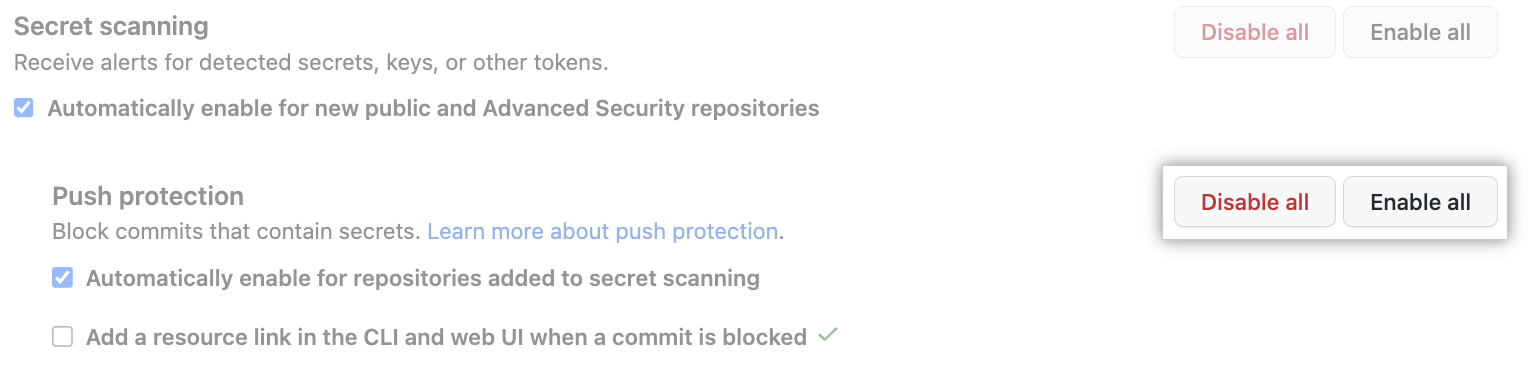 Secret scanning
Disable all
Enable all
Receive alerts for detected secrets, keys, or other tokens.
Automatically enable for new public and Advanced Security repositories
Push protection
Disable all
Enable all
Block commits that contain secrets. Learn more about push protection.
Automatically enable for repositories added to secret scanning
Add a resource link in the CLI and web UI when a commit is blocked